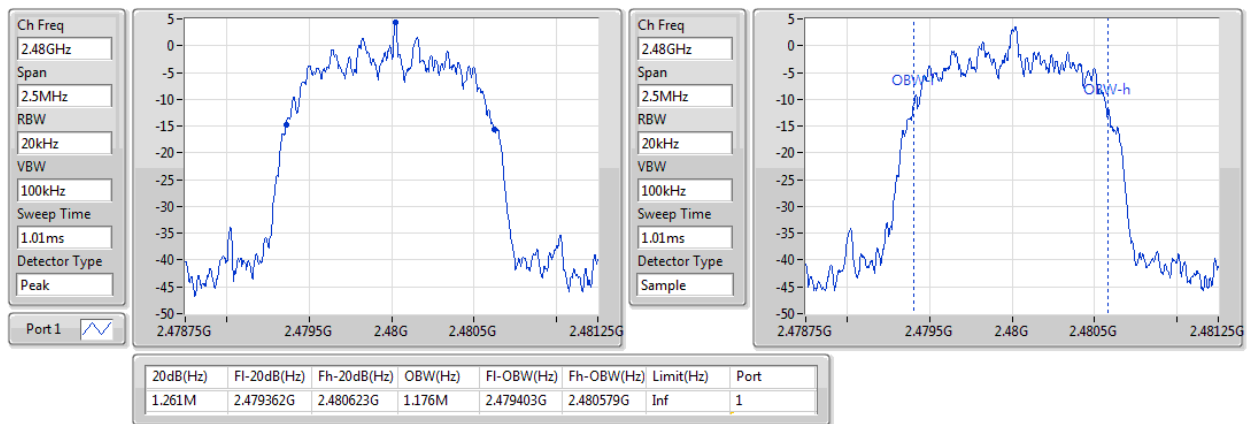 Ch Freq
2.48GHz
Span
2.5MHz
RBW
20kHz
VBW
100kHz
Sweep Time
1.01ms
Detector Type
Peak
Port 1
5
0
-5
-10
-15
-20
-25
-30
-35
-40
-45
-50
2.47875G 2.4795G 2.48G 2.4805G 2.48125G
Ch Freq
2.48GHz
Span
2.5MHz
RBW
20kHz
VBW
100kHz
Sweep Time
1.01ms
Detector Type
Sample
5
0
-5
-10
-15
-20
-25
-30
-35
-40
-45
-50
OBW-l
OBW-h
2.47875G 2.4795G 2.48G 2.4805G 2.48125G
20dB(Hz) Fl-20dB(Hz) Fh-20dB(Hz) OBW(Hz) Fl-OBW(Hz) Fh-OBW(Hz) Limit(Hz) Port
1.261M 2.479362G 2.480623G 1.176M 2.479403G 2.480579G Inf 1